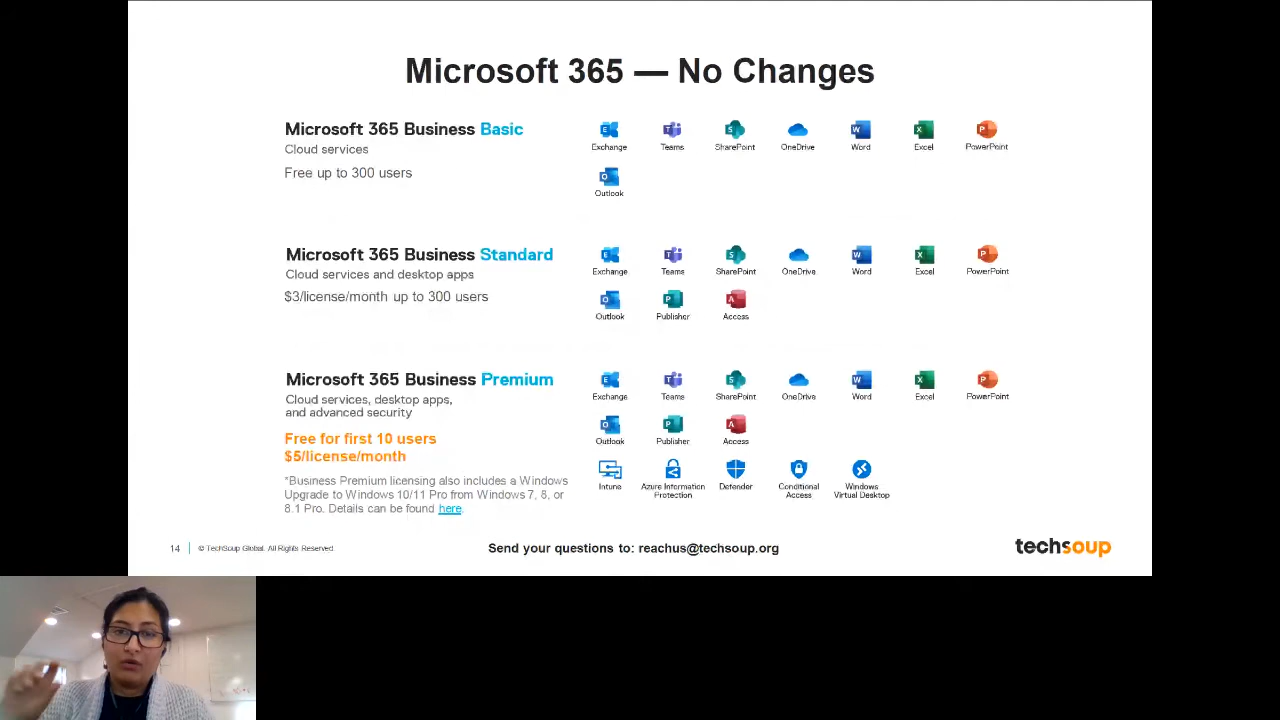 Microsoft 365 — No Changes
Microsoft 365 Business Basic
Cloud services
Free up to 300 users
Exchange Teams SharePoint OneDrive Word Excel PowerPoint
Outlook
Microsoft 365 Business Standard
Cloud services and desktop apps
$3/license/month up to 300 users
Exchange Teams SharePoint OneDrive Word Excel PowerPoint
Outlook Publisher Access
Microsoft 365 Business Premium
Cloud services, desktop apps,
and advanced security
Free for first 10 users
$5/license/month
*Business Premium licensing also includes a Windows
Upgrade to Windows 10/11 Pro from Windows 7, 8, or
8.1 Pro. Details can be found here.
Exchange Teams SharePoint OneDrive Word Excel PowerPoint
Outlook Publisher Access
Intune Azure Information Defender Conditional Windows
Protection Access Virtual Desktop
14 © TechSoup Global. All Rights Reserved. Send your questions to: reachus@techsoup.org techsoup